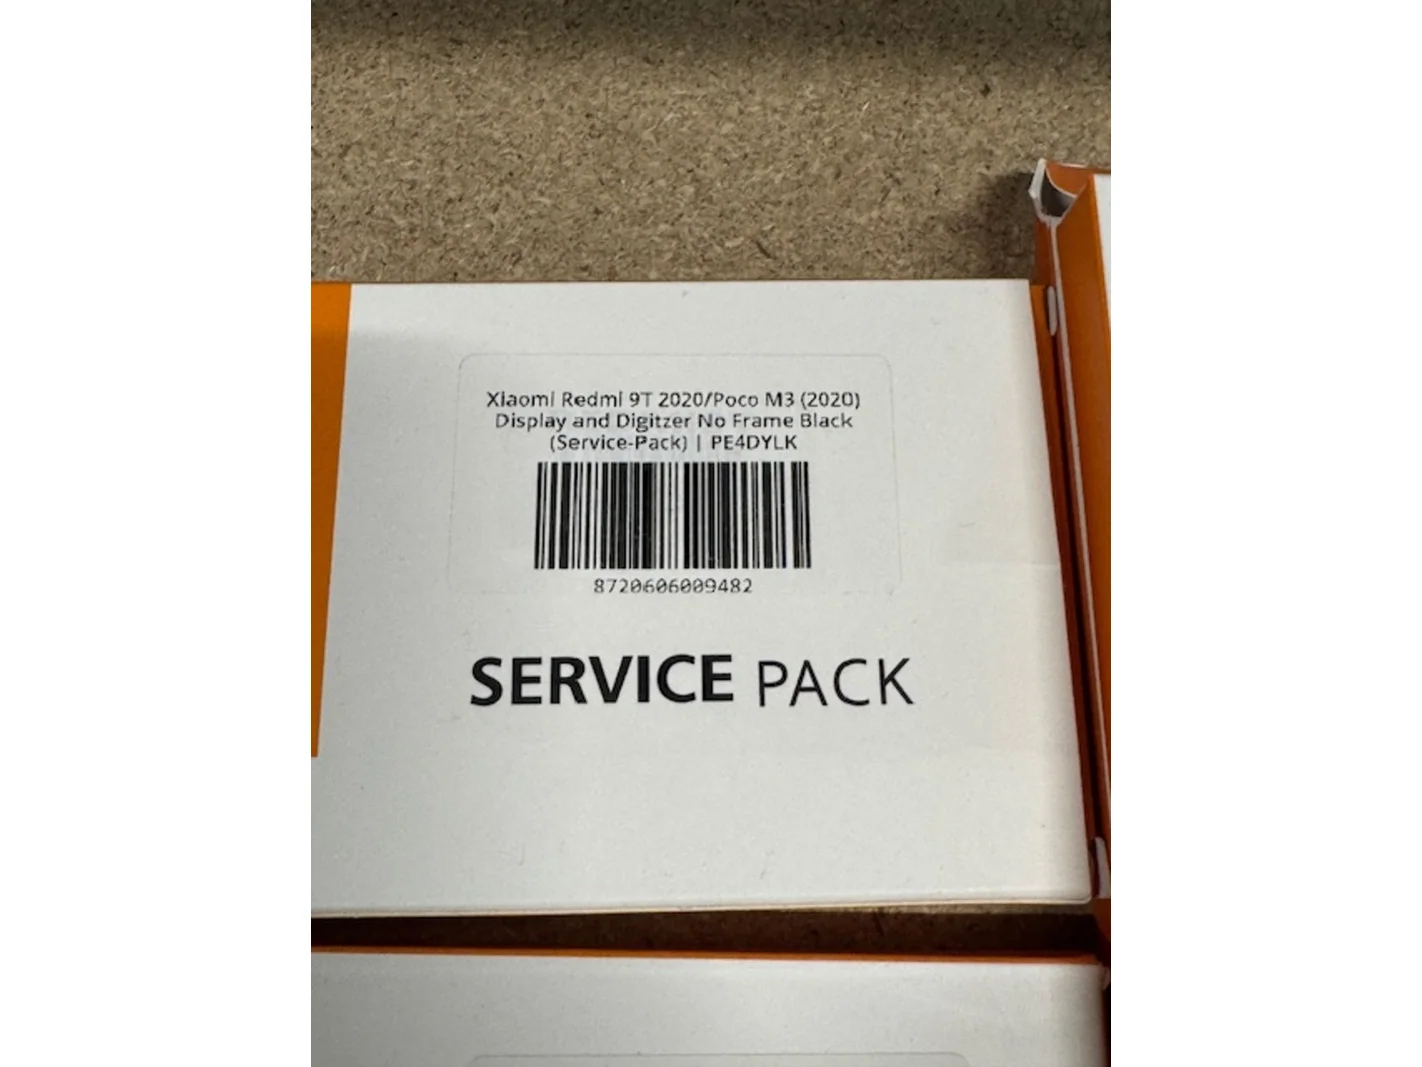 Xiaomi Redmi 9T 2020/Poco M3 (2020)
Display and Digitzer No Frame Black
(Service-Pack) | PE4DYLK
8720606009482
SERVICE PACK